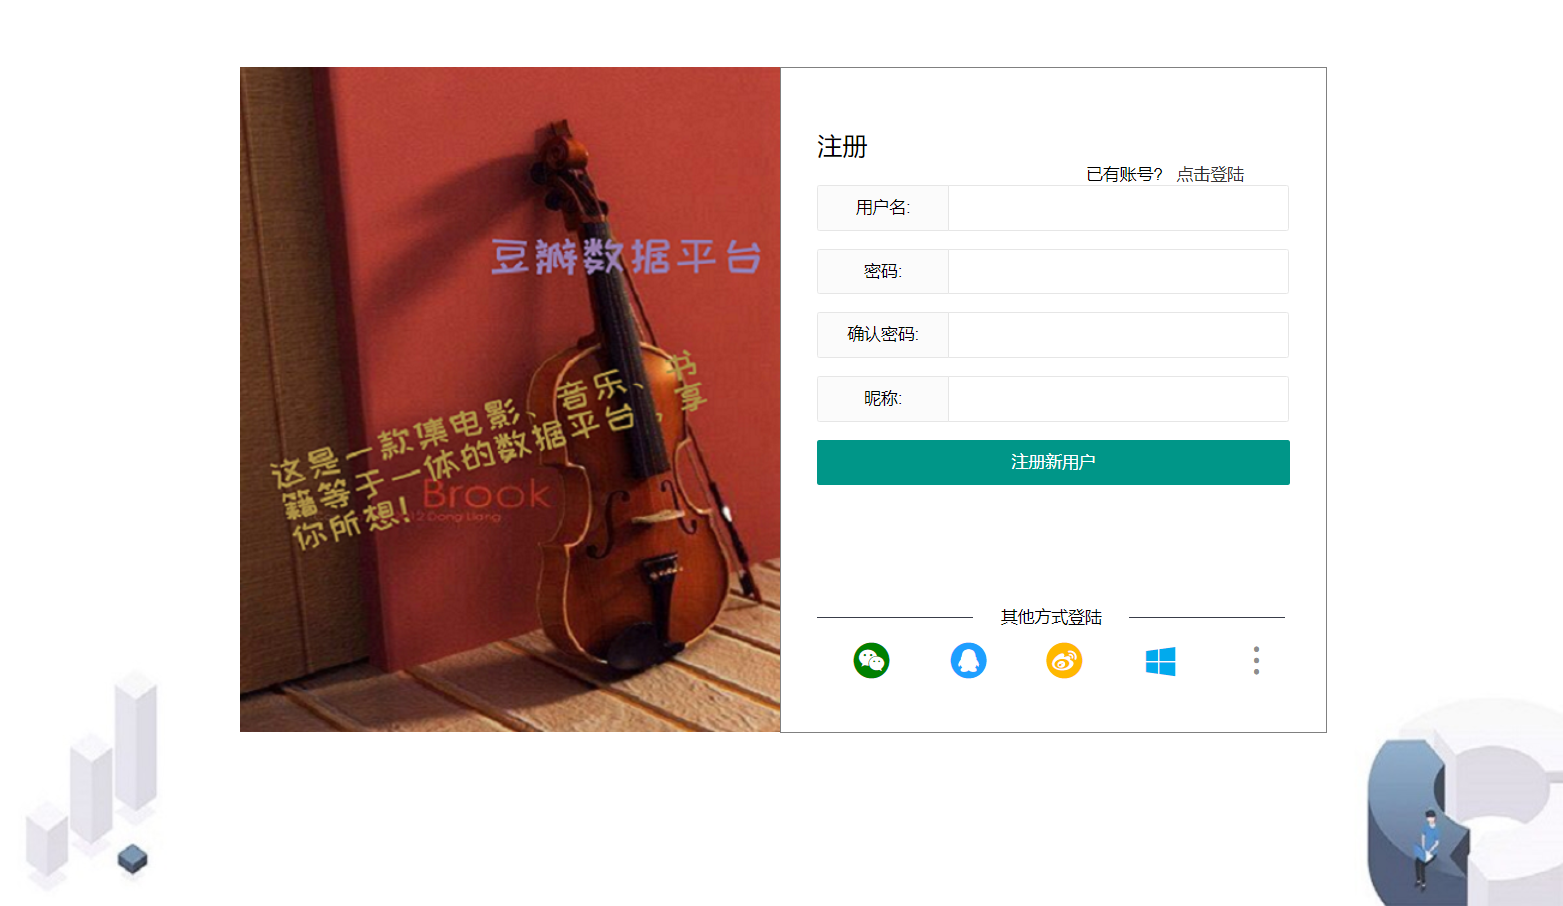 豆瓣数据平台
这是一款集电影、音乐、书
籍等于一体的数据平台，享
你所想!
Brook
12 Dong Liang
注册
已有账号? 点击登陆
用户名:
密码:
确认密码:
昵称:
注册新用户
其他方式登陆